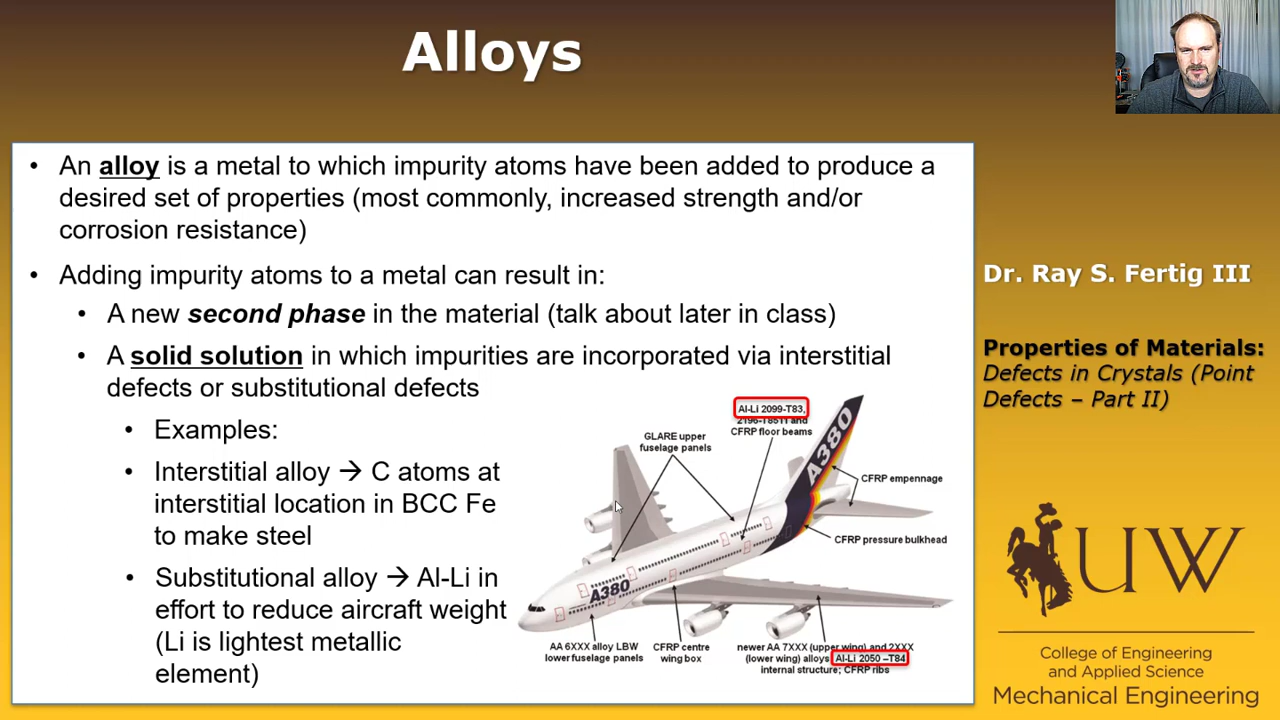 Alloys
• An alloy is a metal to which impurity atoms have been added to produce a
desired set of properties (most commonly, increased strength and/or
corrosion resistance)
• Adding impurity atoms to a metal can result in:
• A new second phase in the material (talk about later in class)
• A solid solution in which impurities are incorporated via interstitial
defects or substitutional defects
• Examples:
• Interstitial alloy → C atoms at
interstitial location in BCC Fe
to make steel
• Substitutional alloy → Al-Li in
effort to reduce aircraft weight
(Li is lightest metallic
element)
Al-Li 2099-T83,
2196-T8511 and
CFRP floor beams
GLARE upper
fuselage panels
A380
CFRP empennage
CFRP pressure bulkhead
A380
AA 6XXX alloy LBW
lower fuselage panels
CFRP centre
wing box
newer AA 7XXX (upper wing) and 2XXX
(lower wing) alloys Al-Li 2050 –T84
internal structure; CFRP ribs
Dr. Ray S. Fertig III
Properties of Materials:
Defects in Crystals (Point
Defects – Part II)
UW
College of Engineering
and Applied Science
Mechanical Engineering